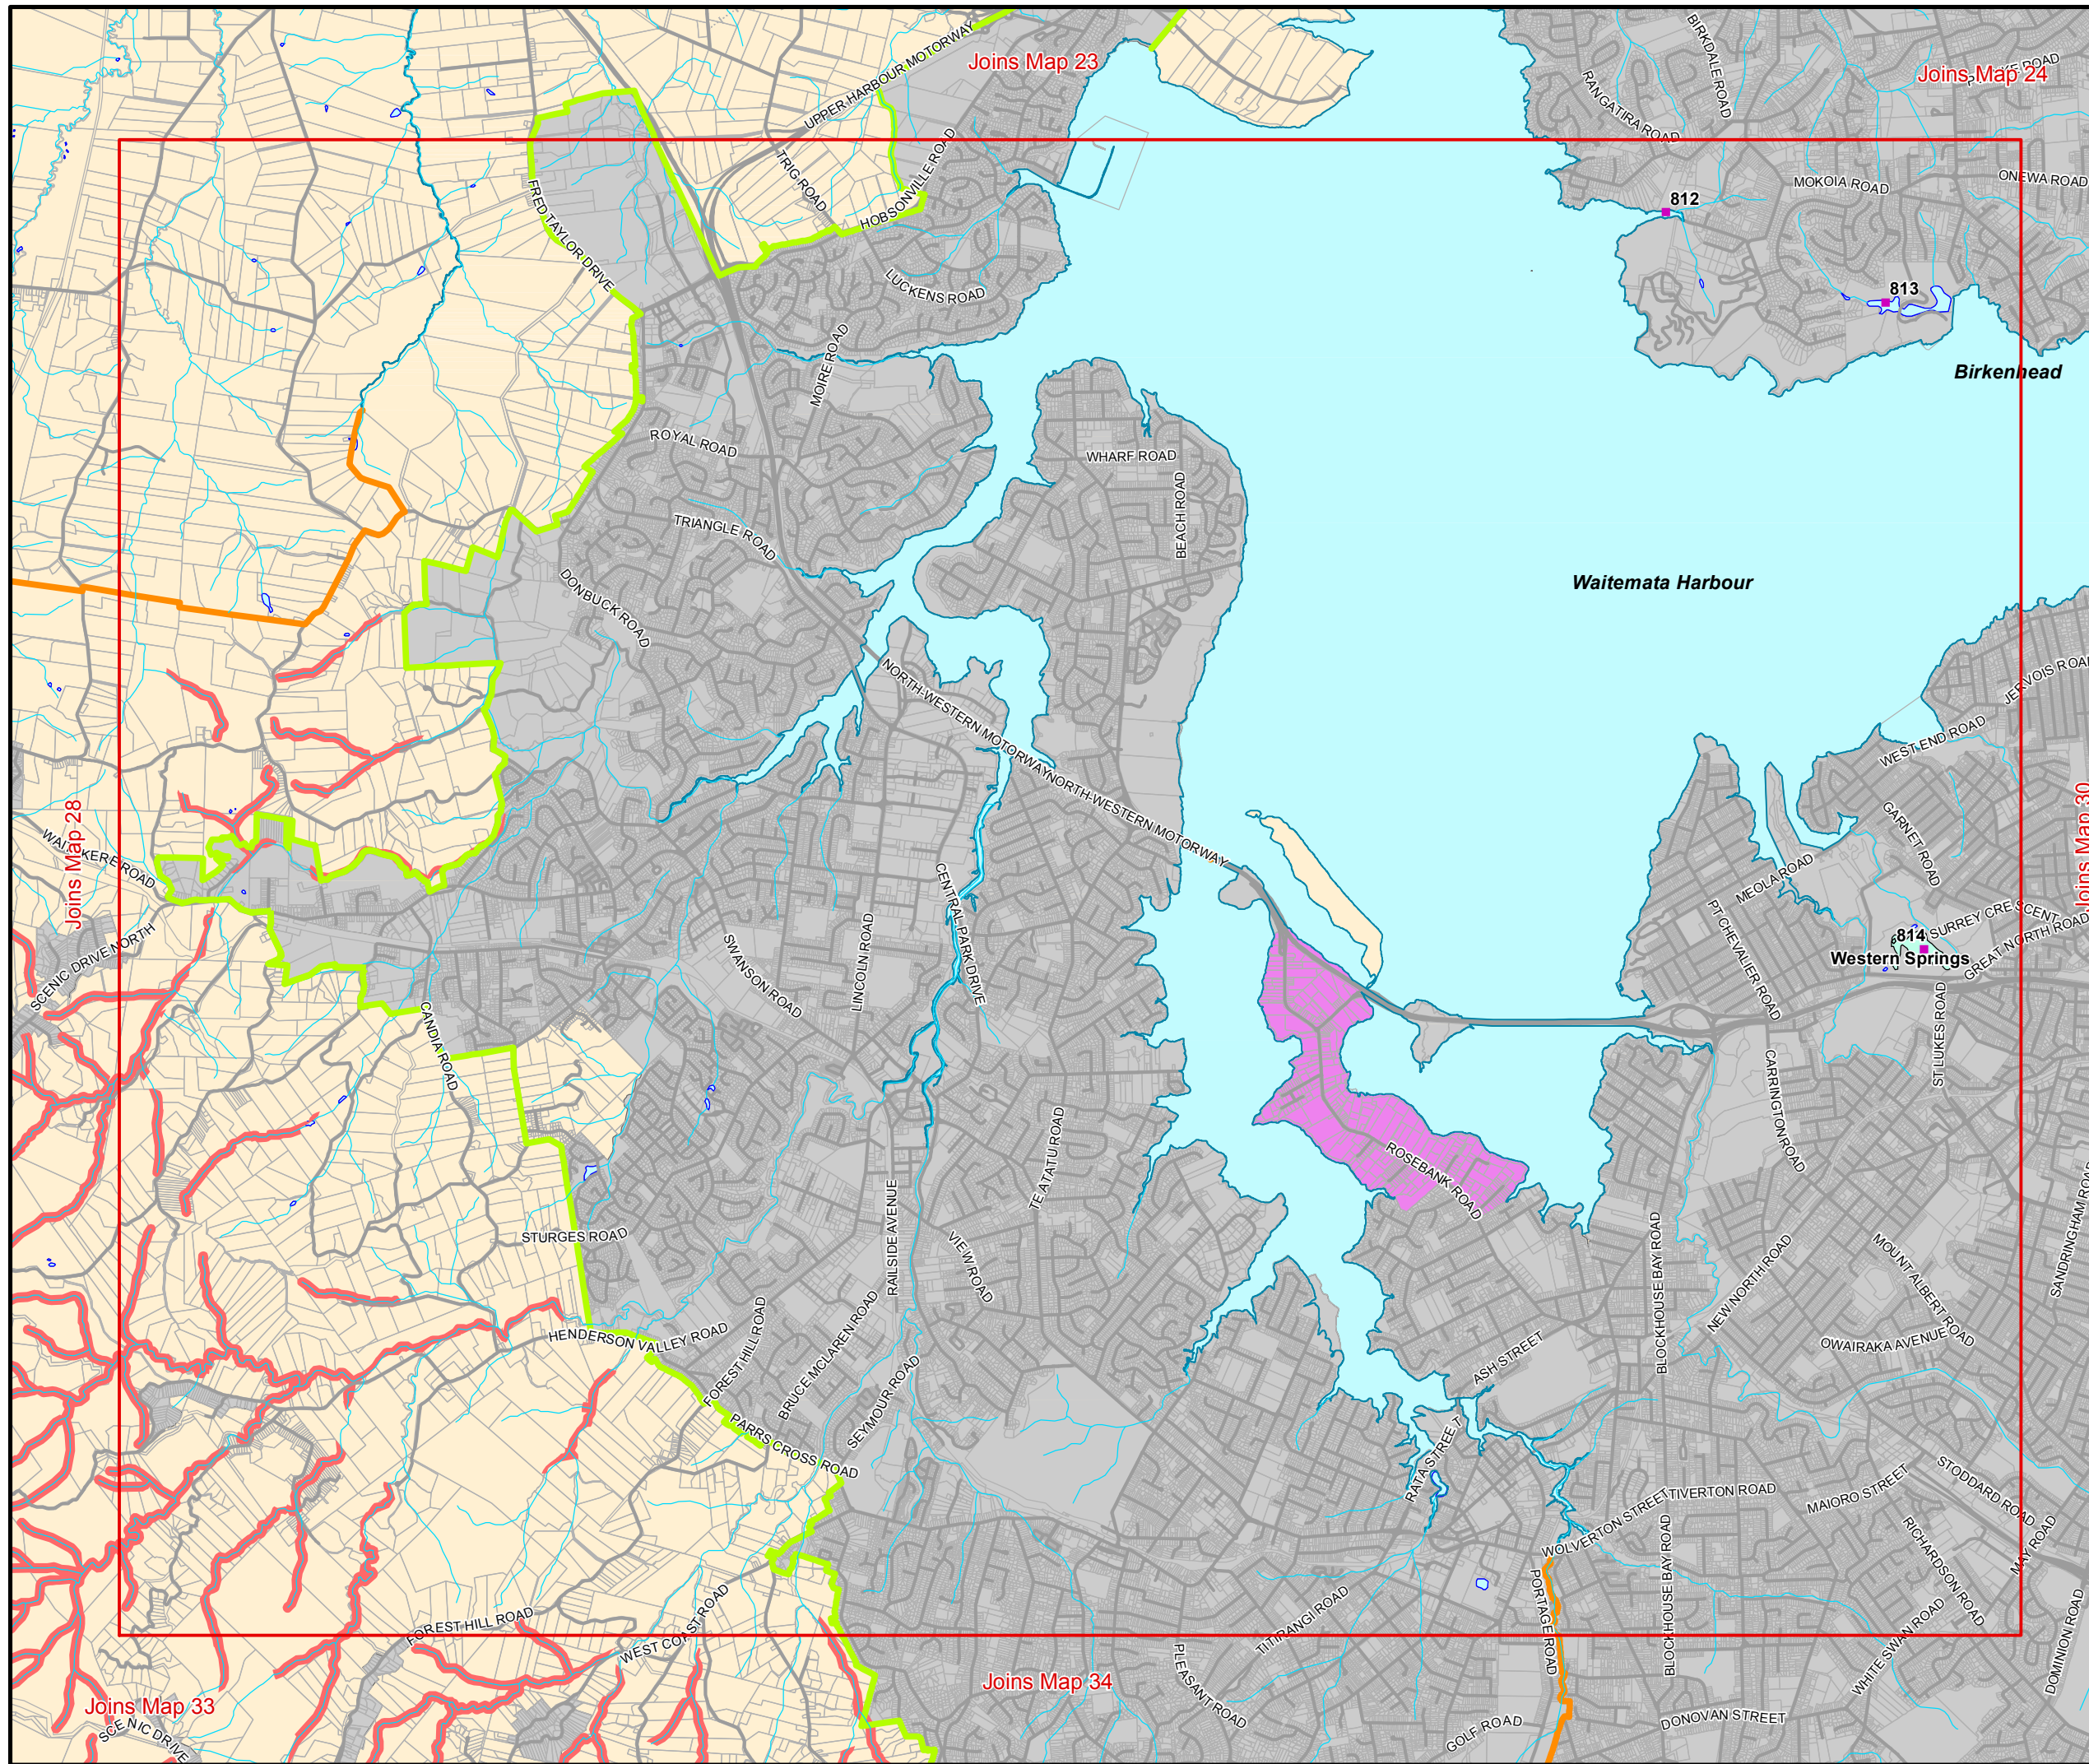 Joins Map 23
Joins Map 24
UPPER HARBOUR MOTORWAY
BIRKDALE ROAD
RANGATIRA ROAD
TRIG ROAD
HOBSONVILLE ROAD
FRED TAYLOR DRIVE
MOKOIA ROAD
ONEWA ROAD
812
LUCKENS ROAD
813
MOIRE ROAD
Birkenhead
ROYAL ROAD
WHARF ROAD
BEACH ROAD
TRIANGLE ROAD
DONBUCK ROAD
Waitemata Harbour
NORTH-WESTERN MOTORWAY
NORTH-WESTERN MOTORWAY
JERVOIS ROAD
WEST END ROAD
GARNET ROAD
Joins Map 28
Joins Map 30
WAITAKERE ROAD
MEOLA ROAD
CENTRAL PARK DRIVE
LINCOLN ROAD
SWANSON ROAD
SCENIC DRIVE NORTH
PT CHEVALIER ROAD
SURREY CRESCENT
GREAT NORTH ROAD
814
Western Springs
ST LUKES ROAD
CANDIA ROAD
CARRINGTON ROAD
TE ATATU ROAD
ROSEBANK ROAD
RAILSIDE AVENUE
STURGES ROAD
VIEW ROAD
BLOCKHOUSE BAY ROAD
NEW NORTH ROAD
MOUNT ALBERT ROAD
SANDRINGHAM ROAD
OWAIRAKA AVENUE
HENDERSON VALLEY ROAD
FOREST HILL ROAD
BRUCE MCLAREN ROAD
SEYMOUR ROAD
ASH STREET
PARRS CROSS ROAD
RATA STREET
STODDARD ROAD
MAIORO STREET
TIVERTON ROAD
WOLVERTON STREET
RICHARDSON ROAD
MAY ROAD
BLOCKHOUSE BAY ROAD
PORTAGE ROAD
FOREST HILL ROAD
WEST COAST ROAD
TITIRANGI ROAD
PLEASANT ROAD
WHITE SWAN ROAD
DOMINION ROAD
Joins Map 33
Joins Map 34
SCENIC DRIVE
GOLF ROAD
DONOVAN STREET